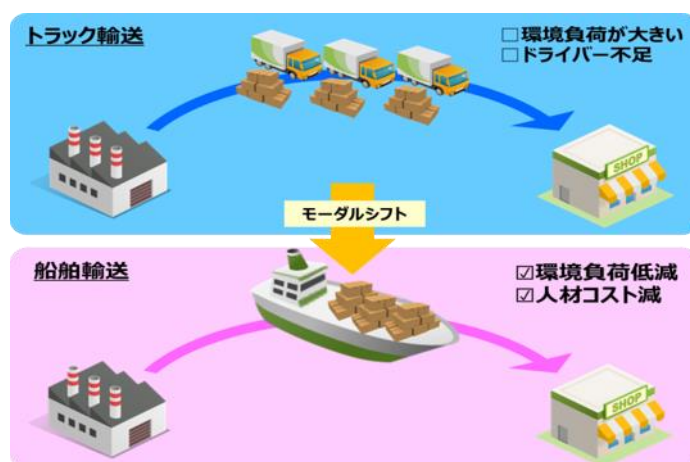 トラック輸送
□環境負荷が大きい
□ドライバー不足
SHOP
モーダルシフト
船舶輸送
☑環境負荷低減
☑人材コスト減
SHOP